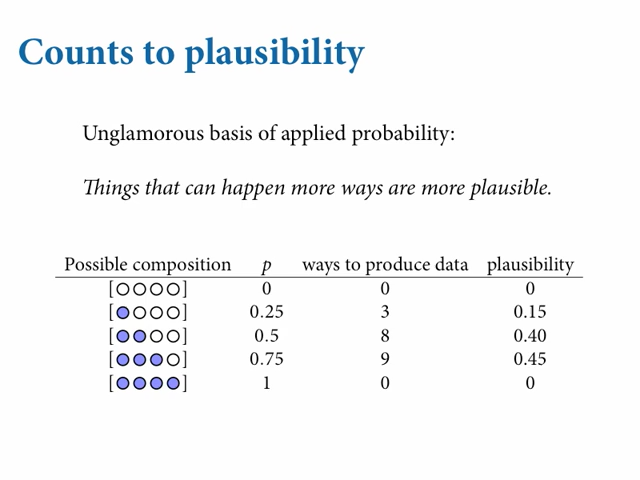 Counts to plausibility
Unglamorous basis of applied probability:
Things that can happen more ways are more plausible.
Possible composition p ways to produce data plausibility
[○○○○] 0 0 0
[●○○○] 0.25 3 0.15
[●●○○] 0.5 8 0.40
[●●●○] 0.75 9 0.45
[●●●●] 1 0 0